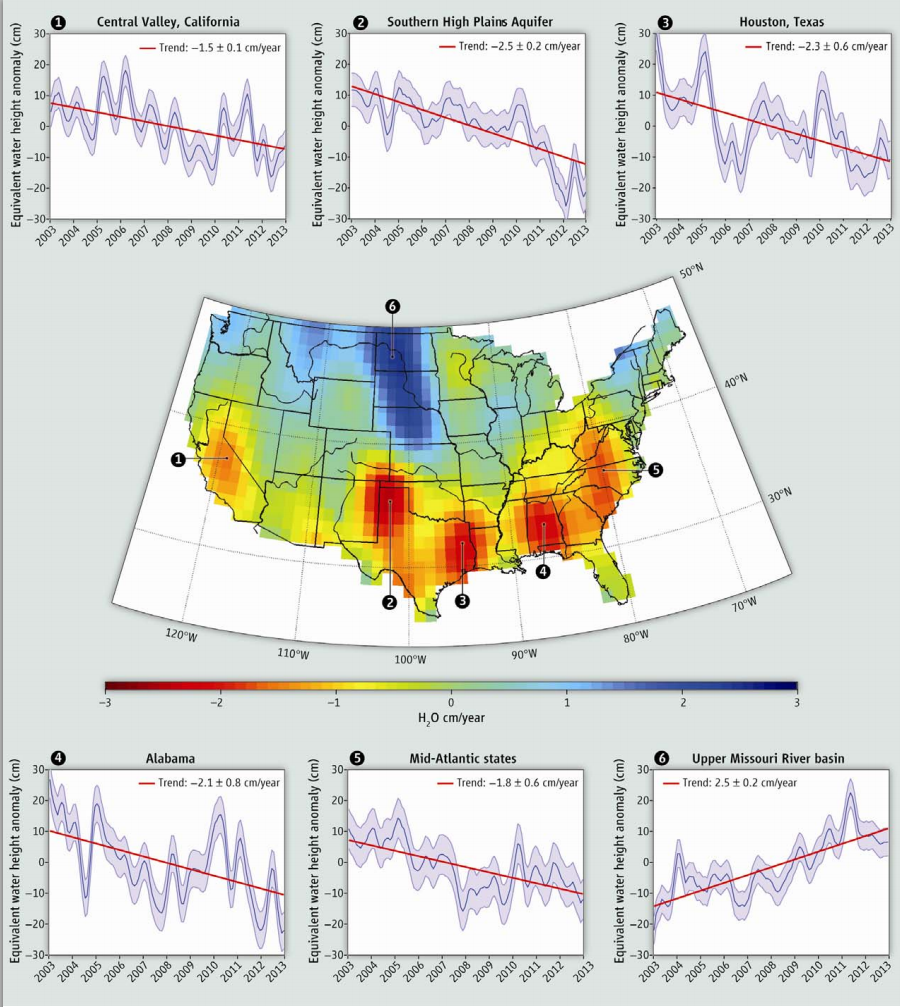 1 Central Valley, California
Equivalent water height anomaly (cm)
Trend: −1.5 ± 0.1 cm/year
30
20
10
0
−10
−20
−30
2003 2004 2005 2006 2007 2008 2009 2010 2011 2012 2013
2 Southern High Plains Aquifer
Equivalent water height anomaly (cm)
Trend: −2.5 ± 0.2 cm/year
30
20
10
0
−10
−20
−30
2003 2004 2005 2006 2007 2008 2009 2010 2011 2012 2013
3 Houston, Texas
Equivalent water height anomaly (cm)
Trend: −2.3 ± 0.6 cm/year
30
20
10
0
−10
−20
−30
2003 2004 2005 2006 2007 2008 2009 2010 2011 2012 2013
50°N
6
40°N
1
5
30°N
4
2
3
120°W
110°W
100°W
90°W
80°W
70°W
−3 −2 −1 0 1 2 3
H₂O cm/year
4 Alabama
Equivalent water height anomaly (cm)
Trend: −2.1 ± 0.8 cm/year
30
20
10
0
−10
−20
−30
2003 2004 2005 2006 2007 2008 2009 2010 2011 2012 2013
5 Mid-Atlantic states
Equivalent water height anomaly (cm)
Trend: −1.8 ± 0.6 cm/year
30
20
10
0
−10
−20
−30
2003 2004 2005 2006 2007 2008 2009 2010 2011 2012 2013
6 Upper Missouri River basin
Equivalent water height anomaly (cm)
Trend: 2.5 ± 0.2 cm/year
30
20
10
0
−10
−20
−30
2003 2004 2005 2006 2007 2008 2009 2010 2011 2012 2013